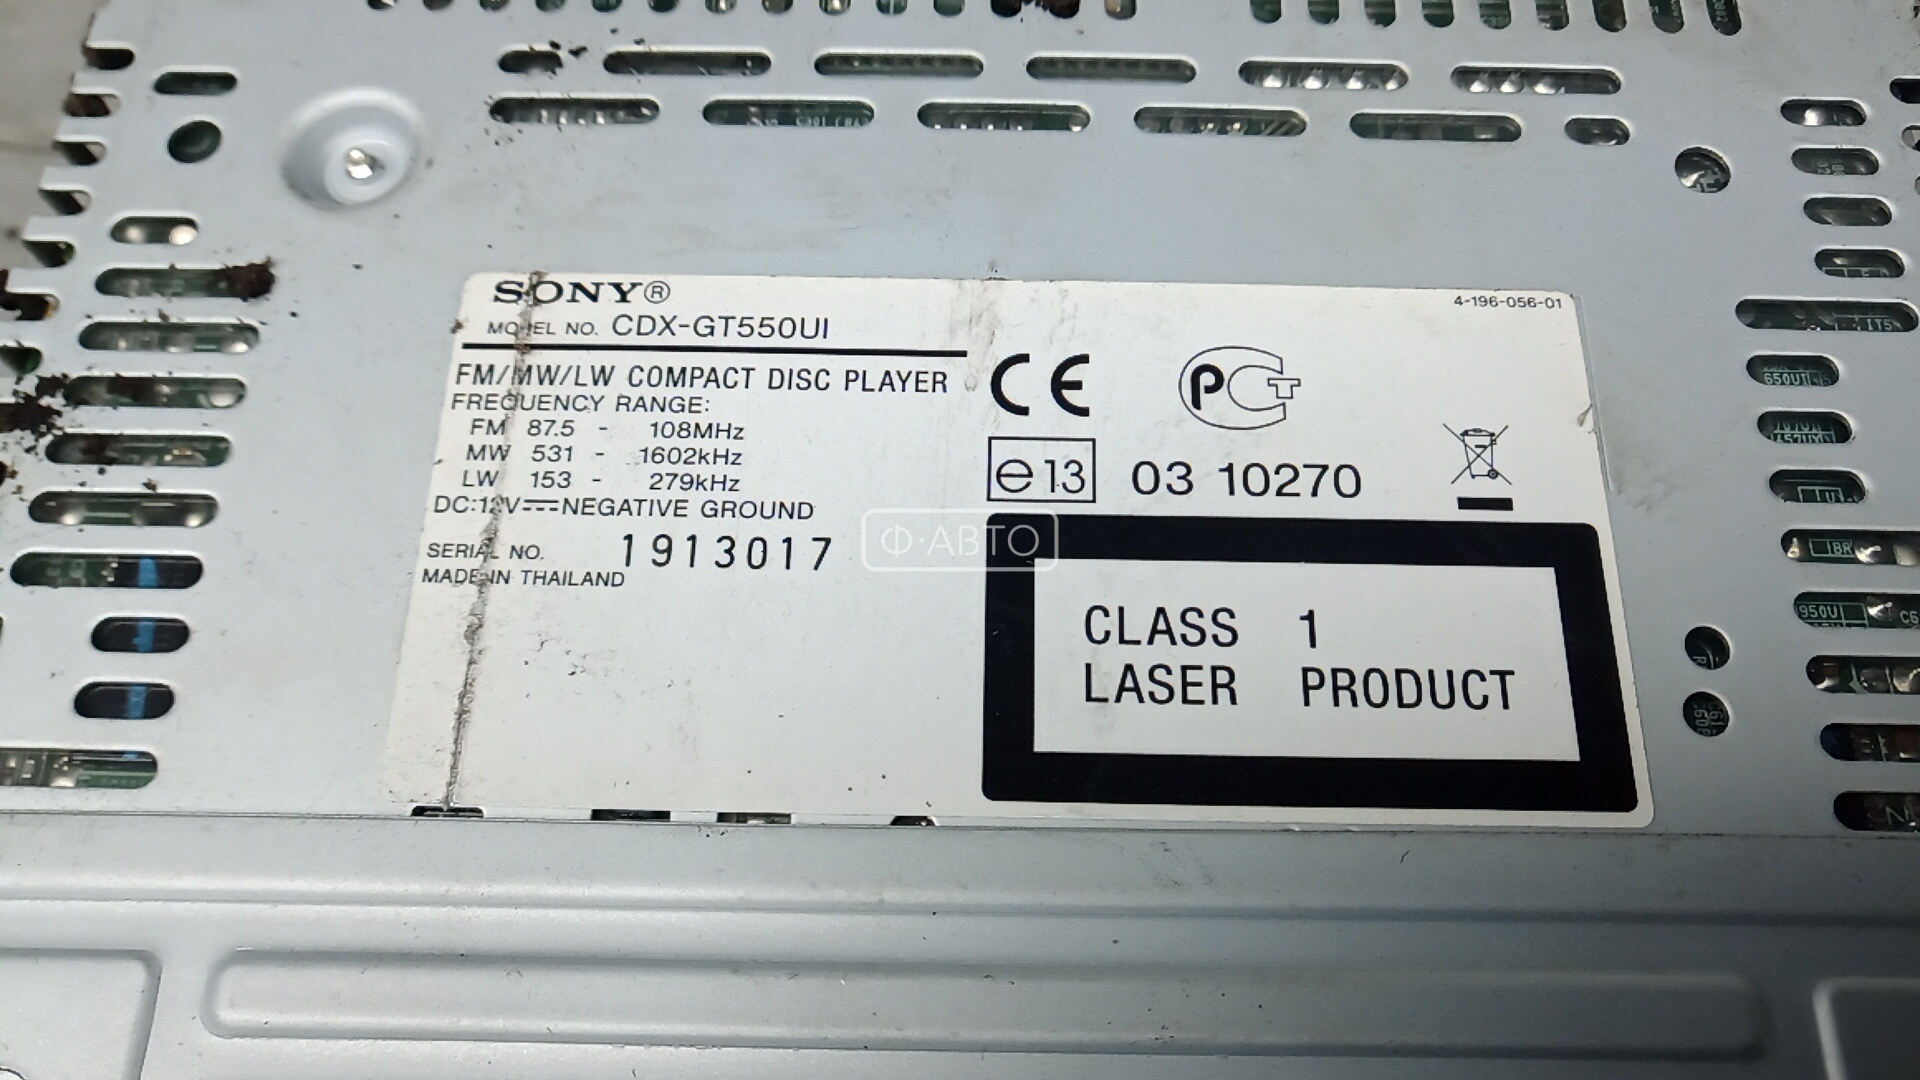 SONY®
4-196-056-01
MODEL NO. CDX-GT550UI
FM/MW/LW COMPACT DISC PLAYER
FREQUENCY RANGE:
FM 87.5 - 108MHz
MW 531 - 1602kHz
LW 153 - 279kHz
DC:12V NEGATIVE GROUND
SERIAL NO. 1913017
MADE IN THAILAND
CE PCT
e13 03 10270
CLASS 1
LASER PRODUCT
Ф·АВТО
650UI
950U